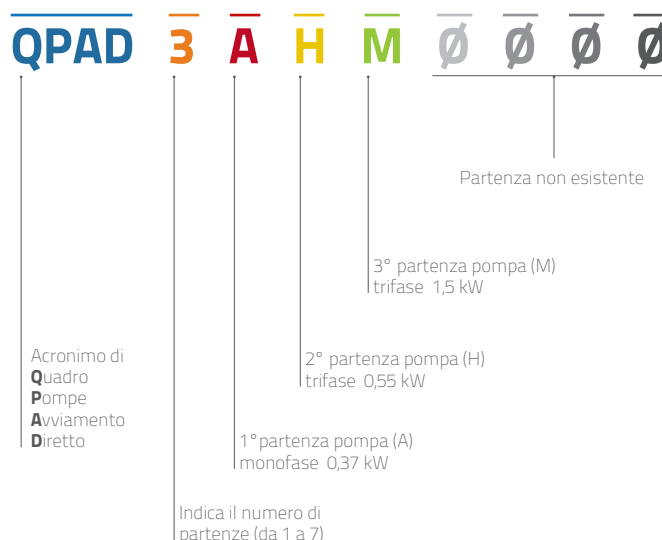 QPAD 3 A H M Ø Ø Ø Ø
Partenza non esistente
3° partenza pompa (M)
trifase 1,5 kW
2° partenza pompa (H)
trifase 0,55 kW
Acronimo di
Quadro
Pompe
Avviamento
Diretto
1°partenza pompa (A)
monofase 0,37 kW
Indica il numero di
partenze (da 1 a 7)